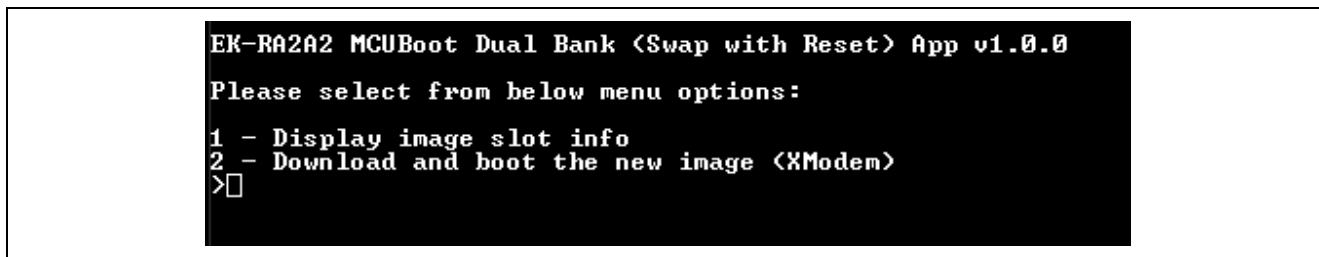 EK-RA2A2 MCUBoot Dual Bank (Swap with Reset) App v1.0.0
Please select from below menu options:
1 - Display image slot info
2 - Download and boot the new image (XModem)
>